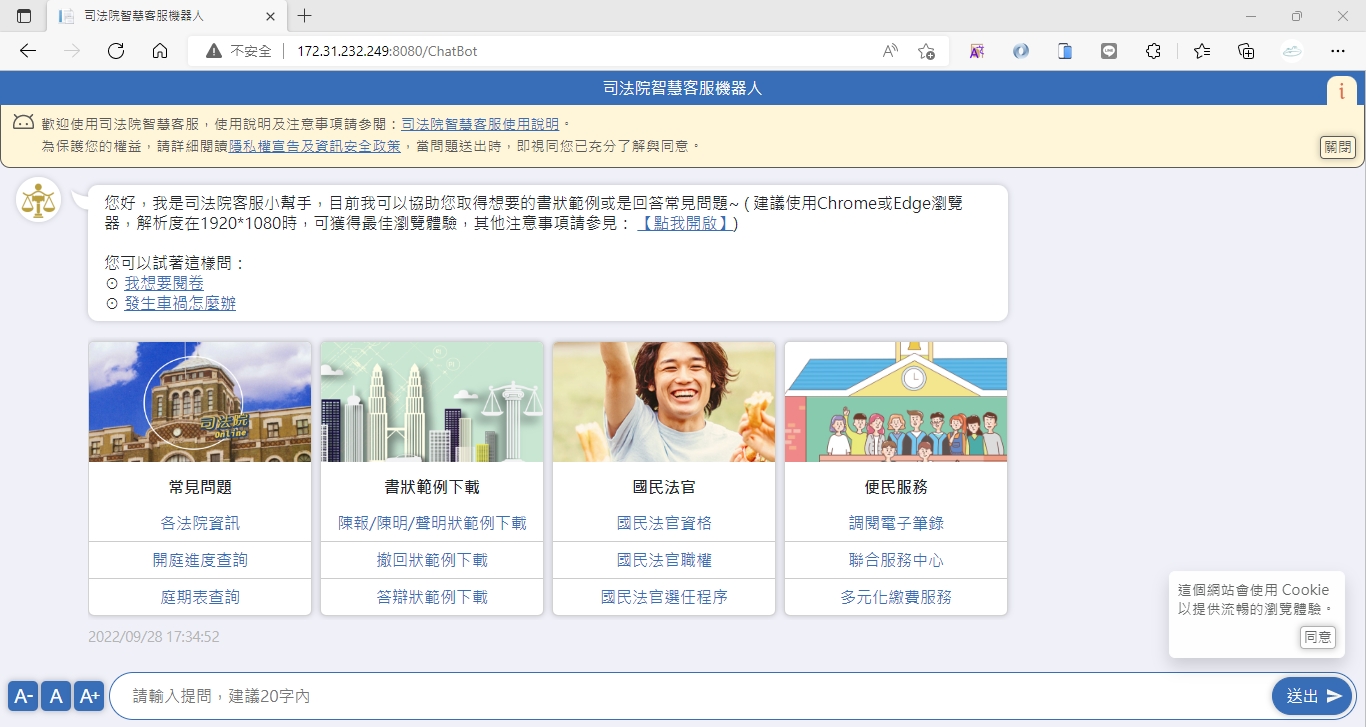 司法院智慧客服機器人
不安全 172.31.232.249:8080/ChatBot
司法院智慧客服機器人
i
歡迎使用司法院智慧客服，使用說明及注意事項請參閱：司法院智慧客服使用說明。
為保護您的權益，請詳細閱讀隱私權宣告及資訊安全政策，當問題送出時，即視同您已充分了解與同意。
關閉
您好，我是司法院客服小幫手，目前我可以協助您取得想要的書狀範例或是回答常見問題~ ( 建議使用Chrome或Edge瀏覽
器，解析度在1920*1080時，可獲得最佳瀏覽體驗，其他注意事項請參見：【點我開啟】)
您可以試著這樣問：
⊙ 我想要閱卷
⊙ 發生車禍怎麼辦
司法院
Online
常見問題
各法院資訊
開庭進度查詢
庭期表查詢
書狀範例下載
陳報/陳明/聲明狀範例下載
撤回狀範例下載
答辯狀範例下載
國民法官
國民法官資格
國民法官職權
國民法官選任程序
便民服務
調閱電子筆錄
聯合服務中心
多元化繳費服務
2022/09/28 17:34:52
這個網站會使用 Cookie
以提供流暢的瀏覽體驗。
同意
A- A A+ 請輸入提問，建議20字內 送出